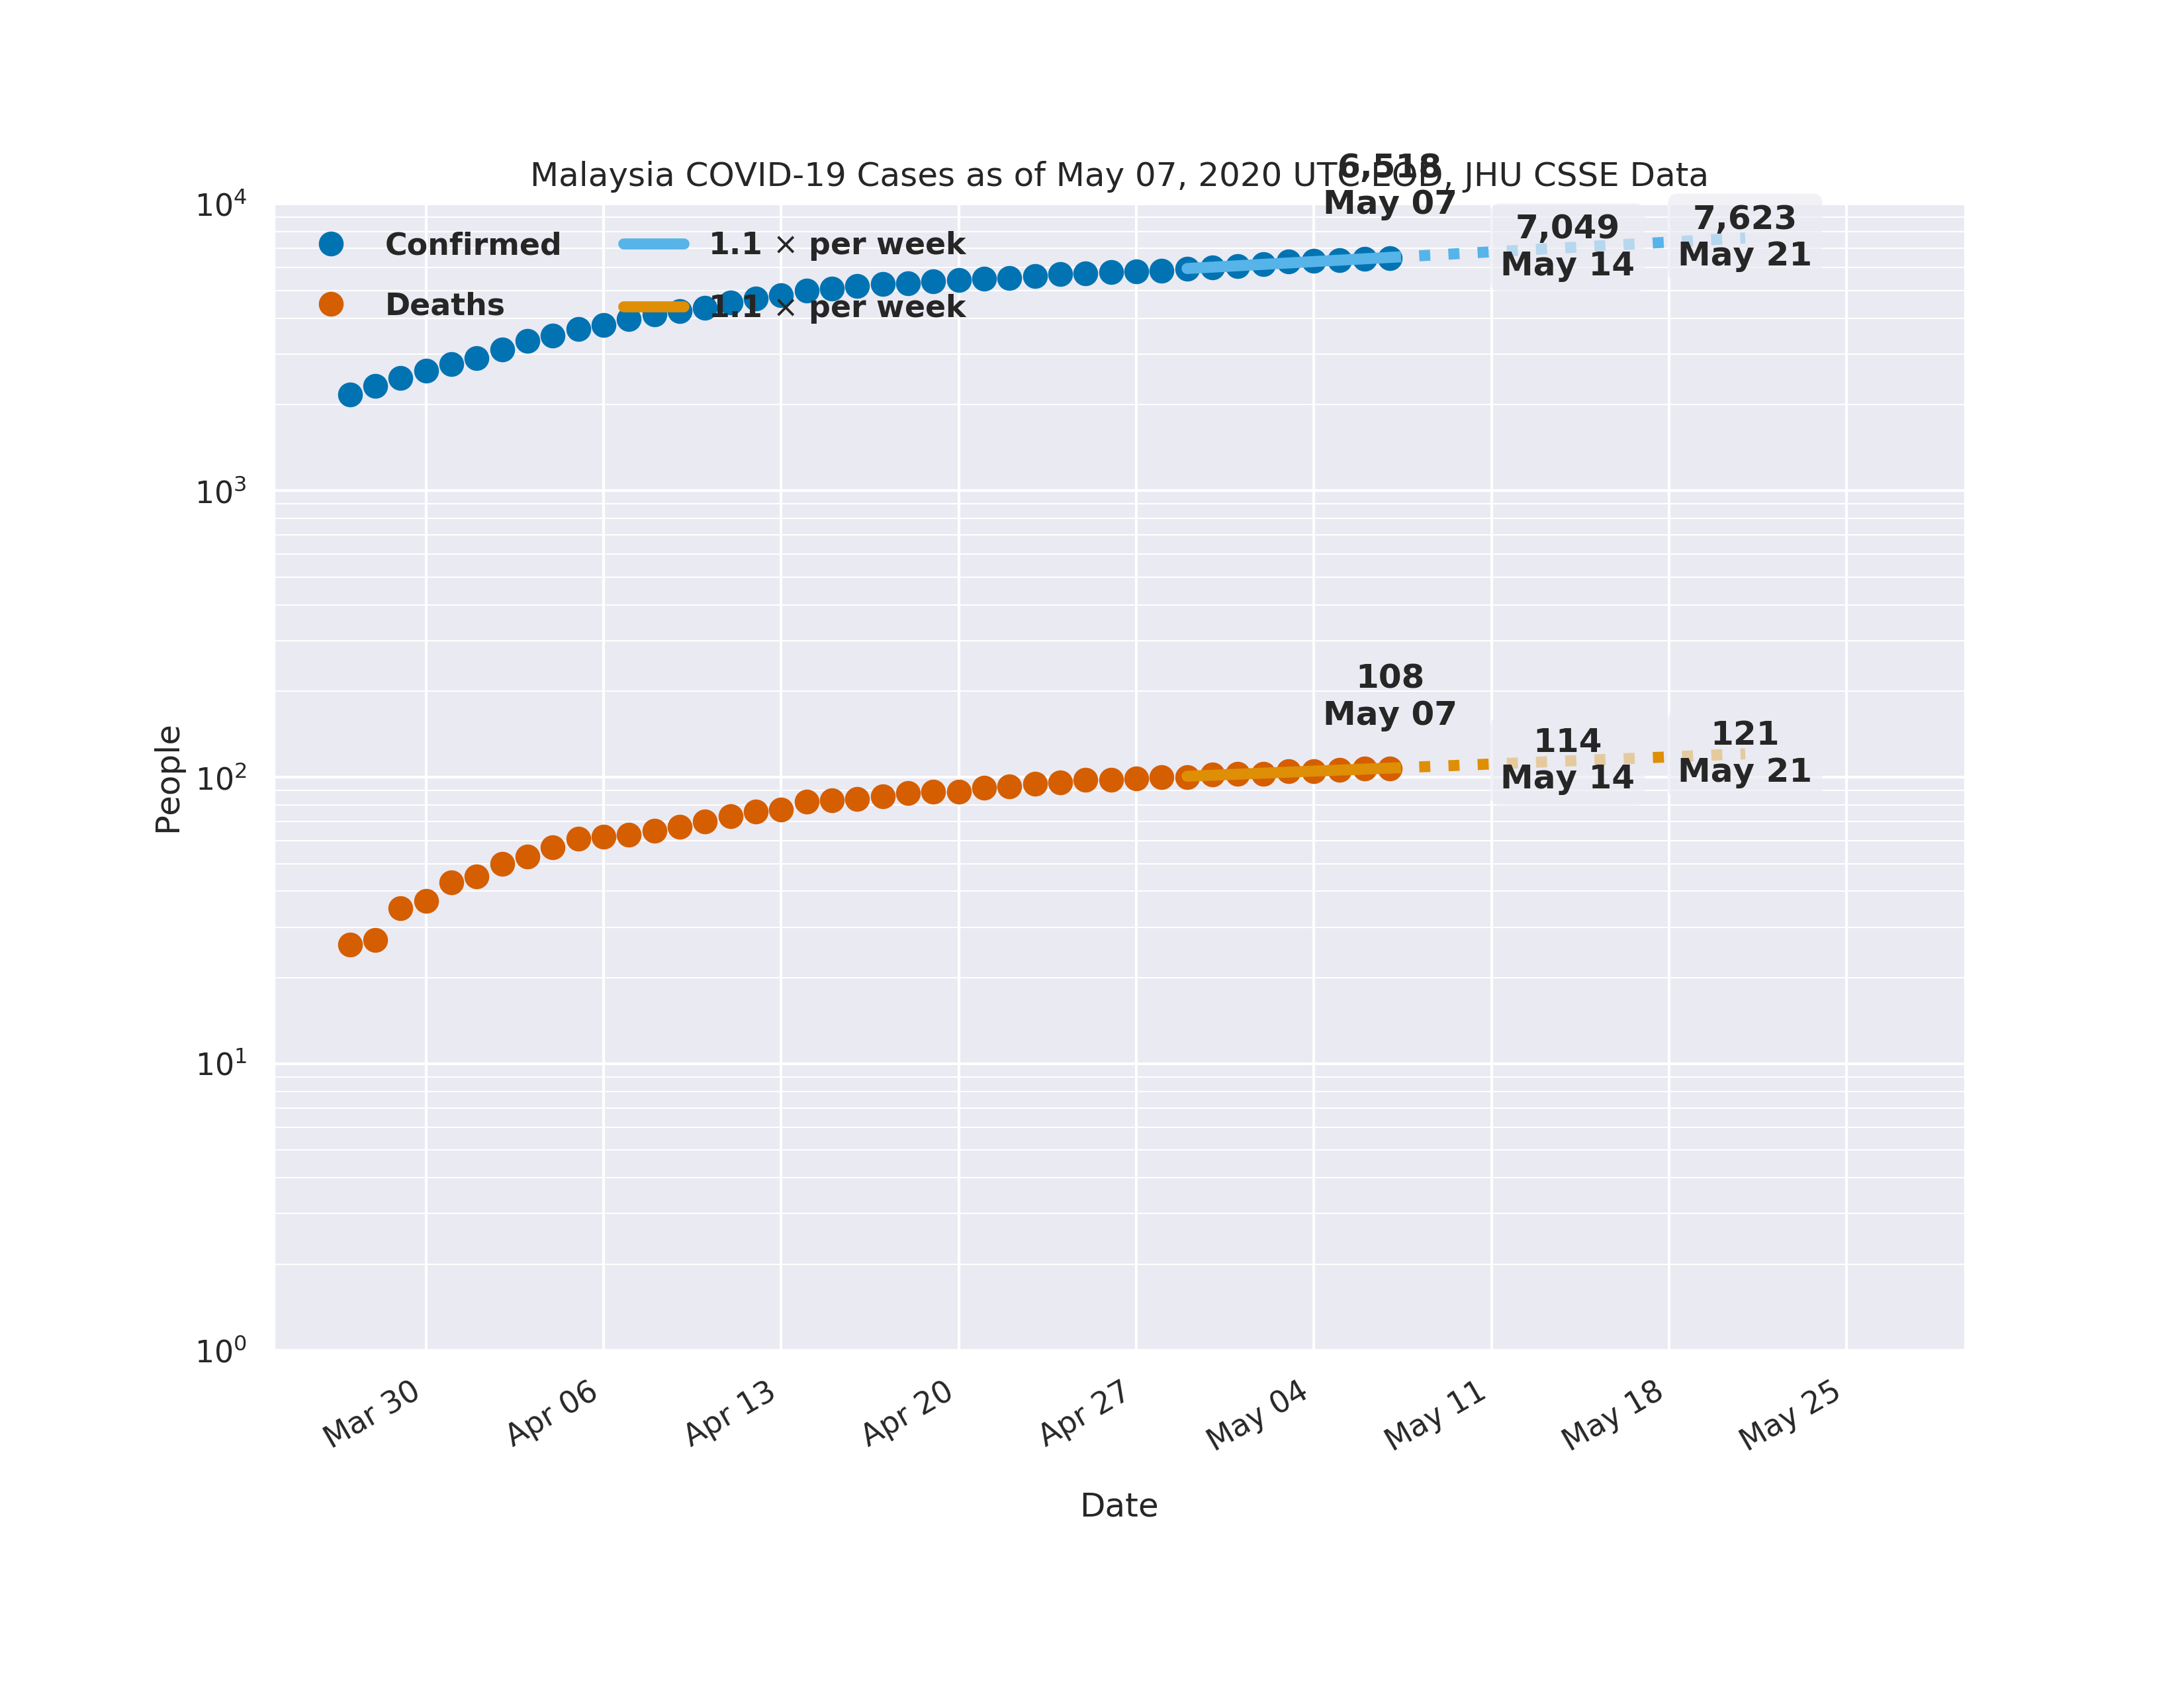 Malaysia COVID-19 Cases as of May 07, 2020 UTC EOD, JHU CSSE Data
6,518
May 07
7,049
May 14
7,623
May 21
Confirmed
Deaths
1.1 × per week
1.1 × per week
108
May 07
114
May 14
121
May 21
People
10⁴
10³
10²
10¹
10⁰
Mar 30
Apr 06
Apr 13
Apr 20
Apr 27
May 04
May 11
May 18
May 25
Date